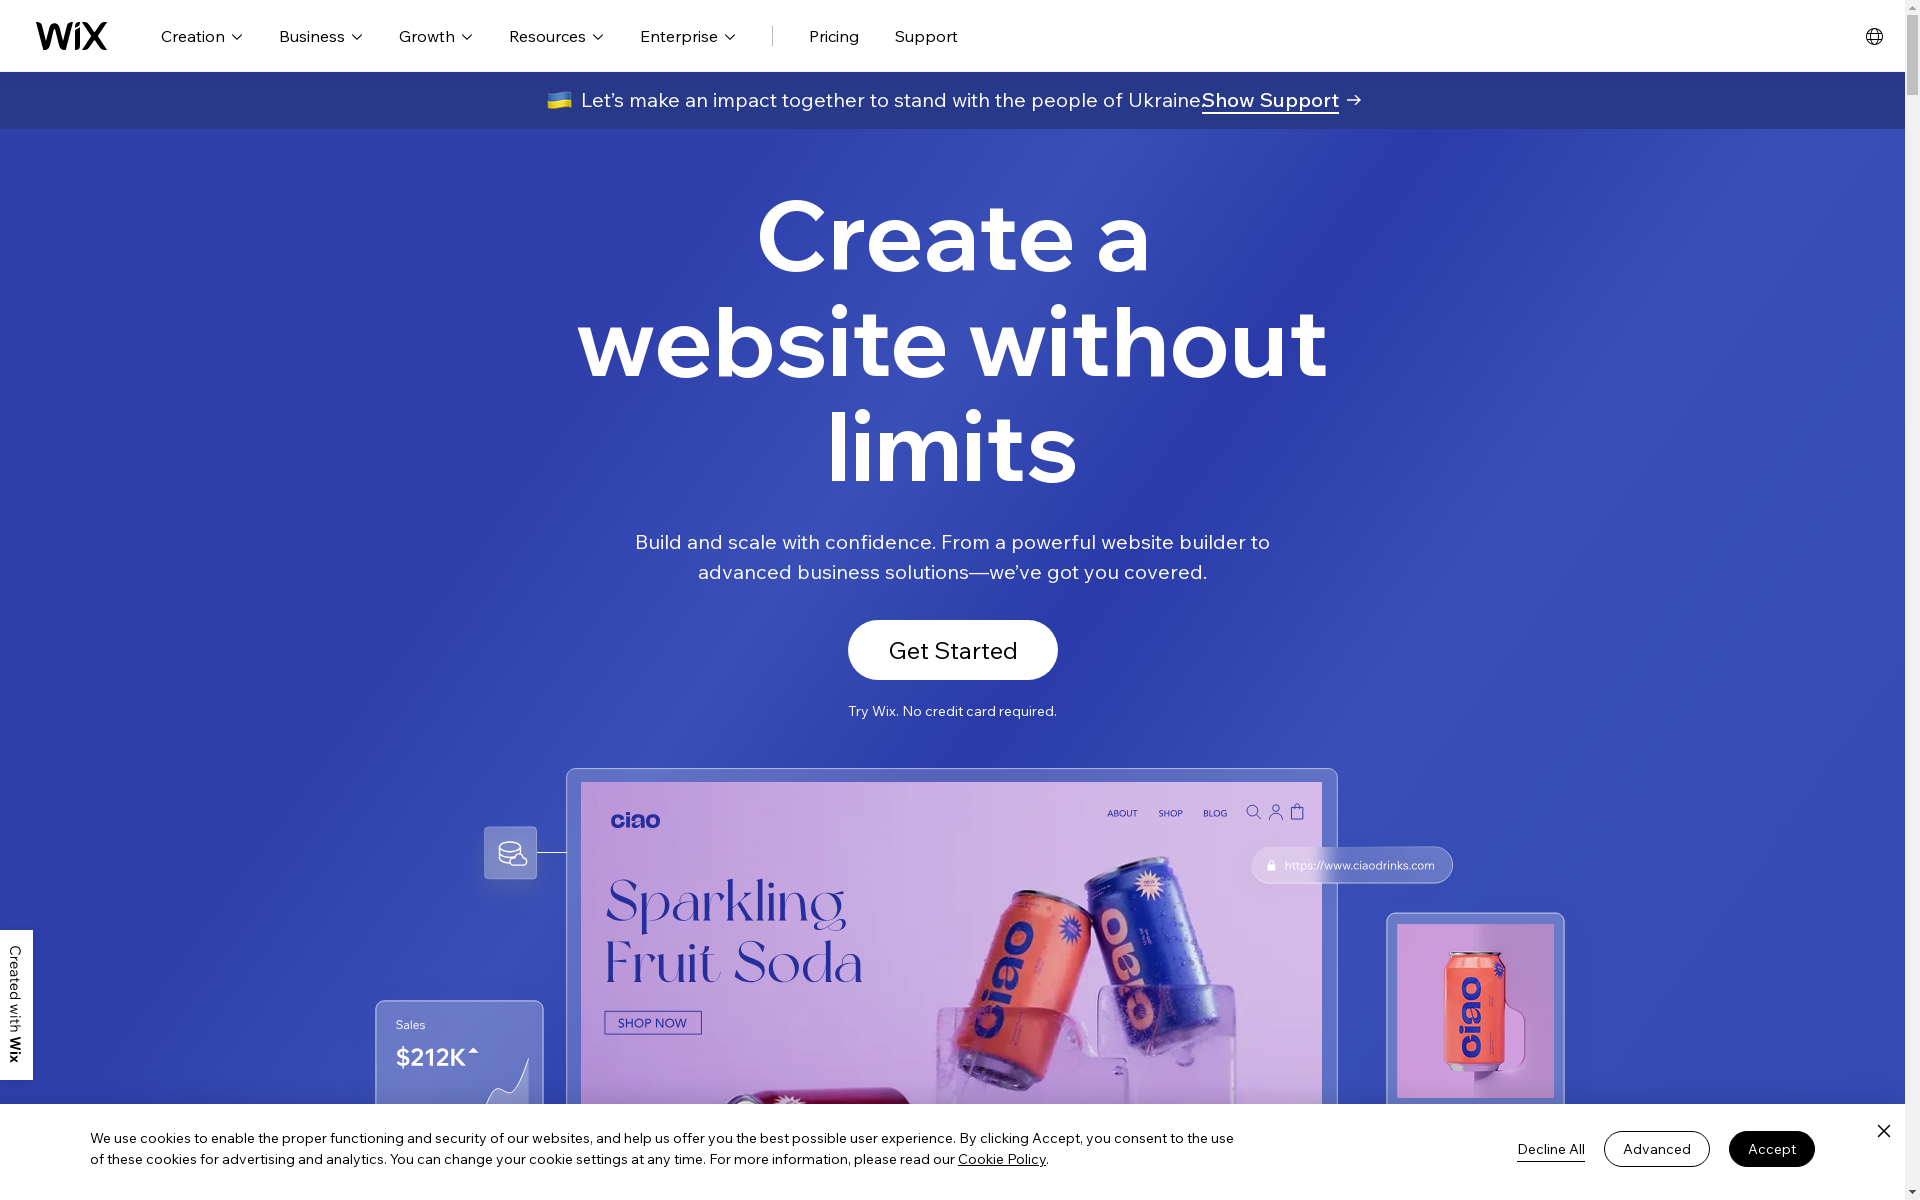 WiX
Creation
Business
Growth
Resources
Enterprise
Pricing
Support
Let’s make an impact together to stand with the people of Ukraine Show Support →
Create a
website without
limits
Build and scale with confidence. From a powerful website builder to
advanced business solutions—we’ve got you covered.
Get Started
Try Wix. No credit card required.
ciao
ABOUT
SHOP
BLOG
https://www.ciaodrinks.com
Sparkling
Fruit Soda
SHOP NOW
ciao
ciao
ciao
Sales
$212K
Created with Wix
We use cookies to enable the proper functioning and security of our websites, and help us offer you the best possible user experience. By clicking Accept, you consent to the use
of these cookies for advertising and analytics. You can change your cookie settings at any time. For more information, please read our Cookie Policy.
Decline All
Advanced
Accept